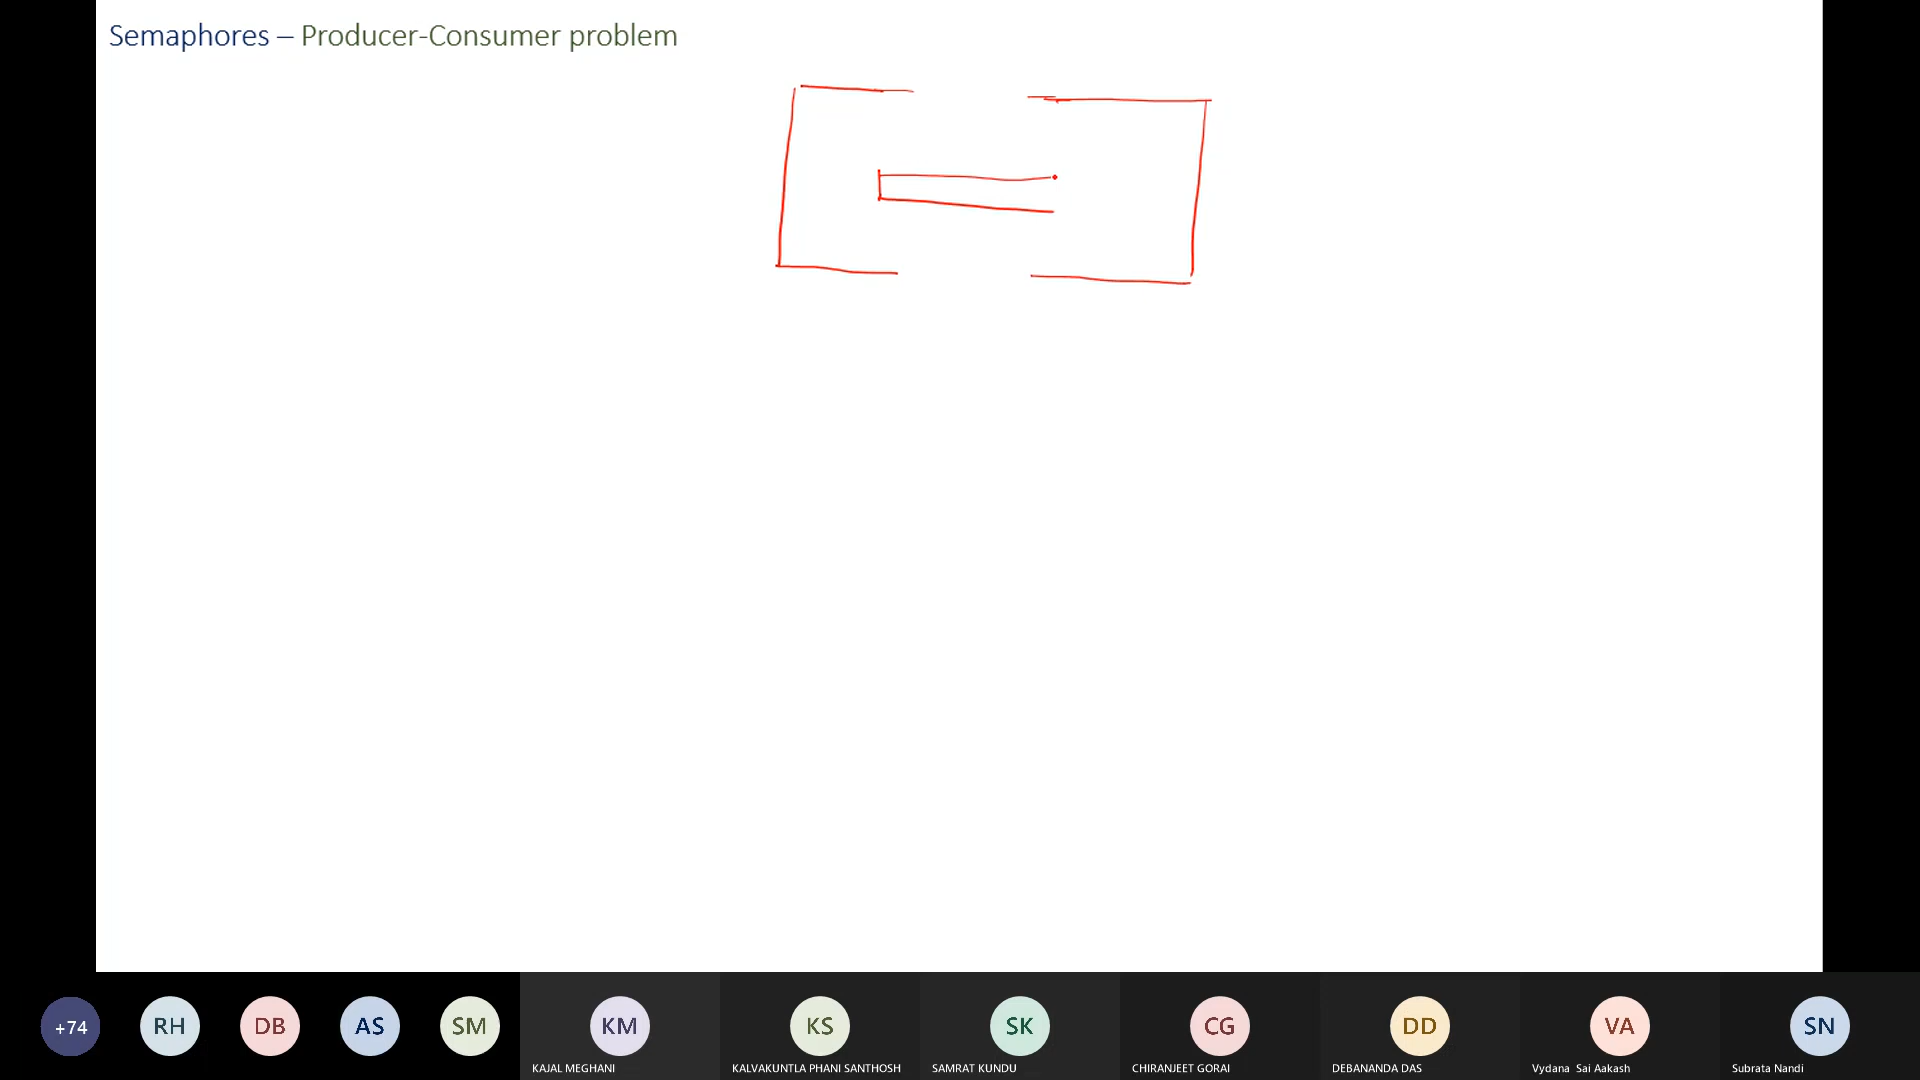 Semaphores – Producer-Consumer problem
+74
RH
DB
AS
SM
KM
KS
SK
CG
DD
VA
SN
KAJAL MEGHANI
KALVAKUNTLA PHANI SANTHOSH
SAMRAT KUNDU
CHIRANJEET GORAI
DEBANANDA DAS
Vydana Sai Aakash
Subrata Nandi